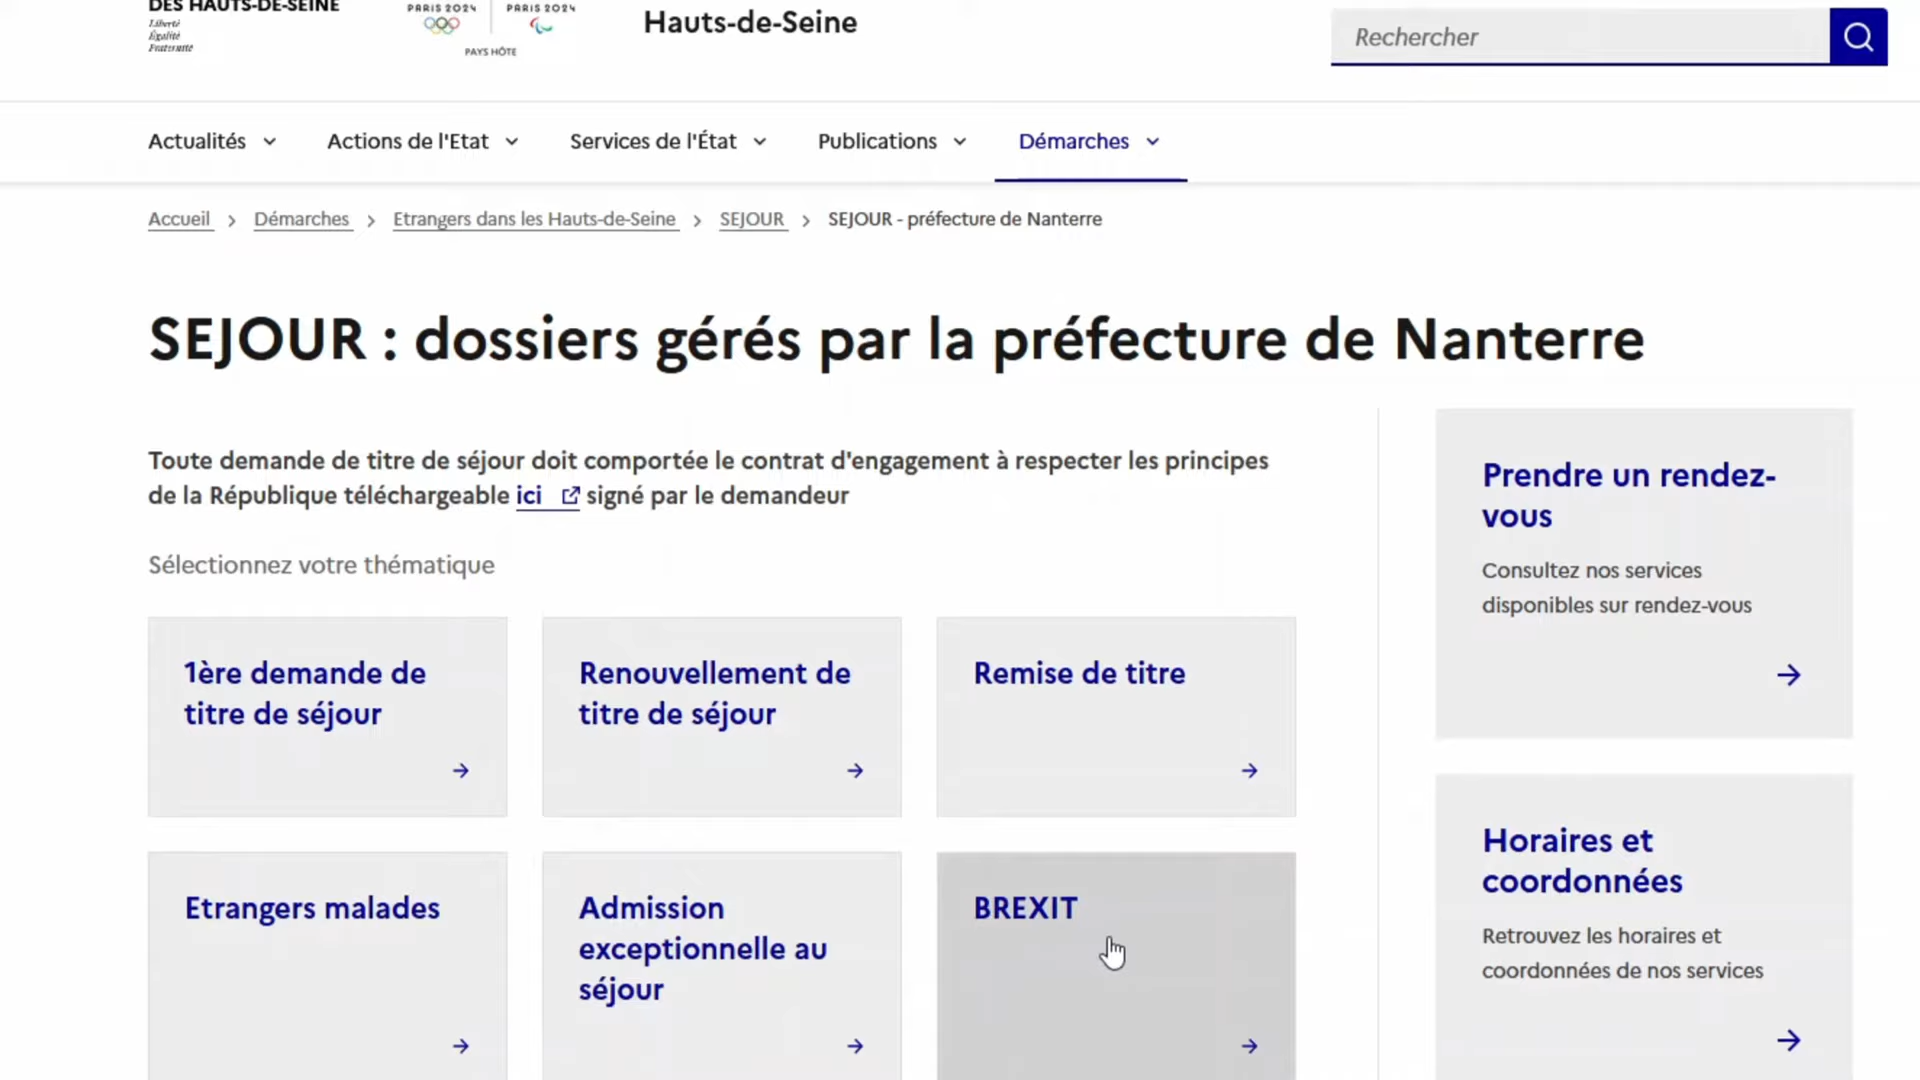 DES HAUTS-DE-SEINE
Liberté
Égalité
Fraternité
PARIS 2024
PARIS 2024
PAYS HÔTE
Hauts-de-Seine
Rechercher
Actualités
Actions de l'Etat
Services de l'État
Publications
Démarches
Accueil > Démarches > Etrangers dans les Hauts-de-Seine > SEJOUR > SEJOUR - préfecture de Nanterre
SEJOUR : dossiers gérés par la préfecture de Nanterre
Toute demande de titre de séjour doit comportée le contrat d'engagement à respecter les principes
de la République téléchargeable ici signé par le demandeur
Sélectionnez votre thématique
1ère demande de
titre de séjour
Renouvellement de
titre de séjour
Remise de titre
Etrangers malades
Admission
exceptionnelle au
séjour
BREXIT
Prendre un rendez-
vous
Consultez nos services
disponibles sur rendez-vous
Horaires et
coordonnées
Retrouvez les horaires et
coordonnées de nos services